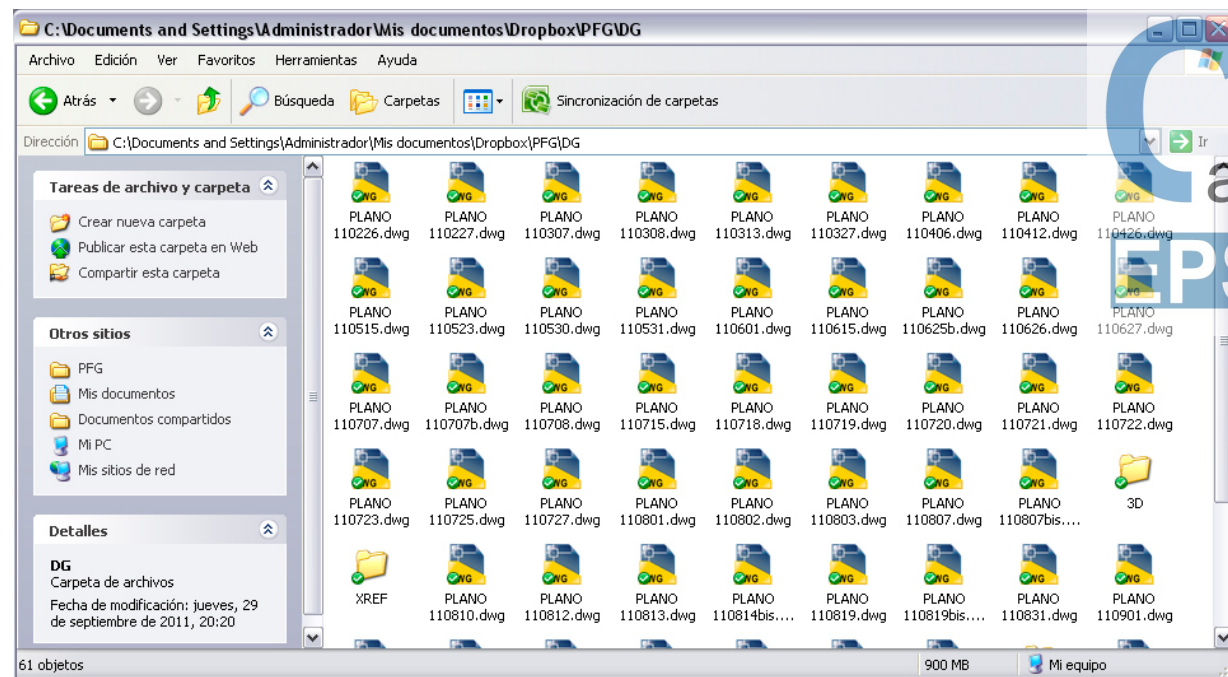 C:\Documents and Settings\Administrador\Mis documentos\Dropbox\PFG\DG
Archivo Edición Ver Favoritos Herramientas Ayuda
Atrás Búsqueda Carpetas Sincronización de carpetas
Dirección C:\Documents and Settings\Administrador\Mis documentos\Dropbox\PFG\DG Ir
Tareas de archivo y carpeta
Crear nueva carpeta
Publicar esta carpeta en Web
Compartir esta carpeta
Otros sitios
PFG
Mis documentos
Documentos compartidos
Mi PC
Mis sitios de red
Detalles
DG
Carpeta de archivos
Fecha de modificación: jueves, 29
de septiembre de 2011, 20:20
PLANO PLANO PLANO PLANO PLANO PLANO PLANO PLANO PLANO
110226.dwg 110227.dwg 110307.dwg 110308.dwg 110313.dwg 110327.dwg 110406.dwg 110412.dwg 110426.dwg
PLANO PLANO PLANO PLANO PLANO PLANO PLANO PLANO PLANO
110515.dwg 110523.dwg 110530.dwg 110531.dwg 110601.dwg 110615.dwg 110625b.dwg 110626.dwg 110627.dwg
PLANO PLANO PLANO PLANO PLANO PLANO PLANO PLANO PLANO
110707.dwg 110707b.dwg 110708.dwg 110715.dwg 110718.dwg 110719.dwg 110720.dwg 110721.dwg 110722.dwg
PLANO PLANO PLANO PLANO PLANO PLANO PLANO PLANO 3D
110723.dwg 110725.dwg 110727.dwg 110801.dwg 110802.dwg 110803.dwg 110807.dwg 110807bis....
XREF PLANO PLANO PLANO PLANO PLANO PLANO PLANO PLANO
110810.dwg 110812.dwg 110813.dwg 110814bis.... 110819.dwg 110819bis.... 110831.dwg 110901.dwg
61 objetos 900 MB Mi equipo
C
a
EPS